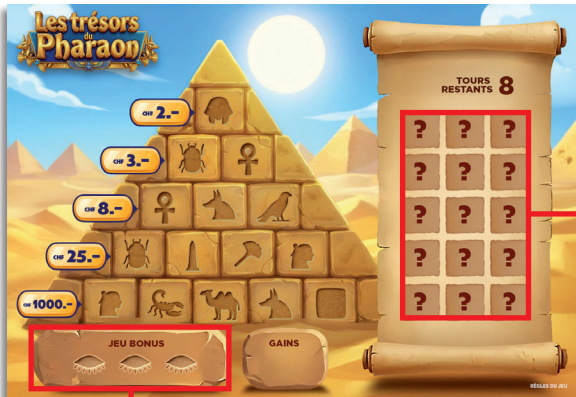 Les trésors
du
Pharaon
TOURS
RESTANTS 8
CHF 2.-
? ? ?
CHF 3.-
? ? ?
CHF 8.-
? ? ?
CHF 25.-
? ? ?
CHF 1000.-
? ? ?
JEU BONUS
GAINS
RÈGLES DU JEU